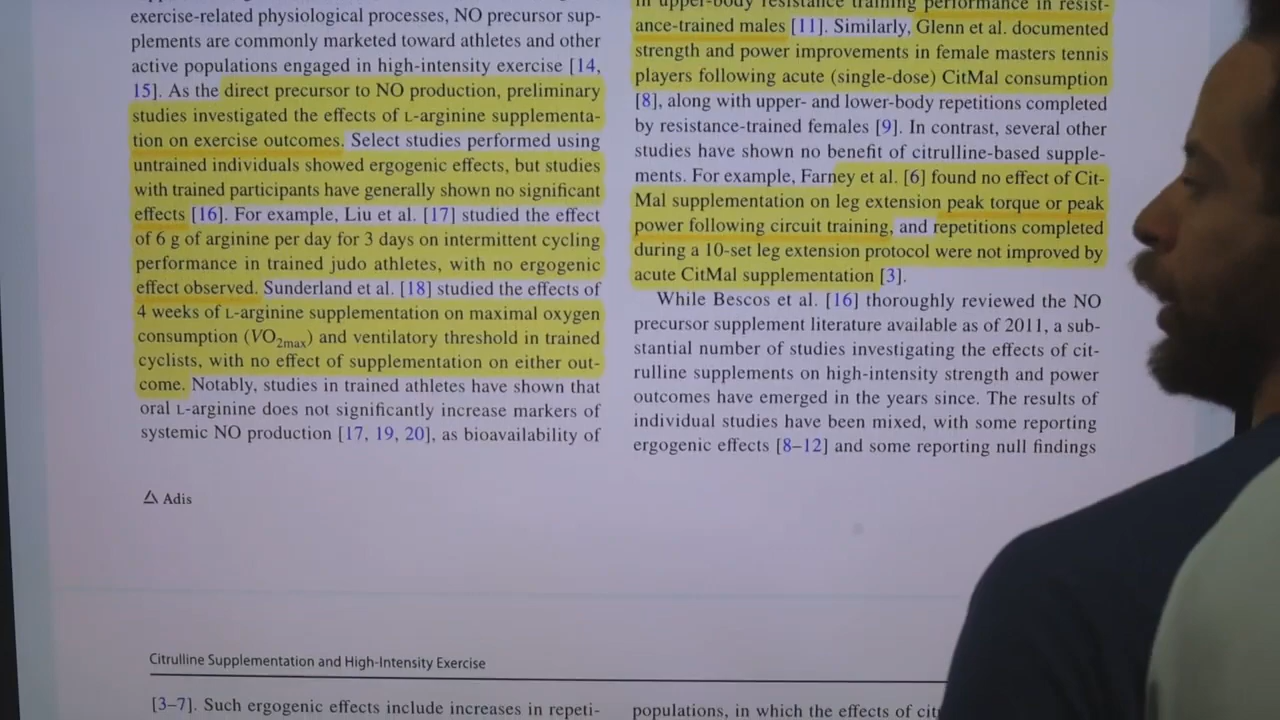 exercise-related physiological processes, NO precursor sup-
plements are commonly marketed toward athletes and other
active populations engaged in high-intensity exercise [14,
15]. As the direct precursor to NO production, preliminary
studies investigated the effects of L-arginine supplementa-
tion on exercise outcomes. Select studies performed using
untrained individuals showed ergogenic effects, but studies
with trained participants have generally shown no significant
effects [16]. For example, Liu et al. [17] studied the effect
of 6 g of arginine per day for 3 days on intermittent cycling
performance in trained judo athletes, with no ergogenic
effect observed. Sunderland et al. [18] studied the effects of
4 weeks of L-arginine supplementation on maximal oxygen
consumption (VO2max) and ventilatory threshold in trained
cyclists, with no effect of supplementation on either out-
come. Notably, studies in trained athletes have shown that
oral L-arginine does not significantly increase markers of
systemic NO production [17, 19, 20], as bioavailability of
in upper-body resistance training performance in resist-
ance-trained males [11]. Similarly, Glenn et al. documented
strength and power improvements in female masters tennis
players following acute (single-dose) CitMal consumption
[8], along with upper- and lower-body repetitions completed
by resistance-trained females [9]. In contrast, several other
studies have shown no benefit of citrulline-based supple-
ments. For example, Farney et al. [6] found no effect of Cit-
Mal supplementation on leg extension peak torque or peak
power following circuit training, and repetitions completed
during a 10-set leg extension protocol were not improved by
acute CitMal supplementation [3].
While Bescos et al. [16] thoroughly reviewed the NO
precursor supplement literature available as of 2011, a sub-
stantial number of studies investigating the effects of cit-
rulline supplements on high-intensity strength and power
outcomes have emerged in the years since. The results of
individual studies have been mixed, with some reporting
ergogenic effects [8–12] and some reporting null findings
Adis
Citrulline Supplementation and High-Intensity Exercise
[3–7]. Such ergogenic effects include increases in repeti-
populations, in which the effects of cit